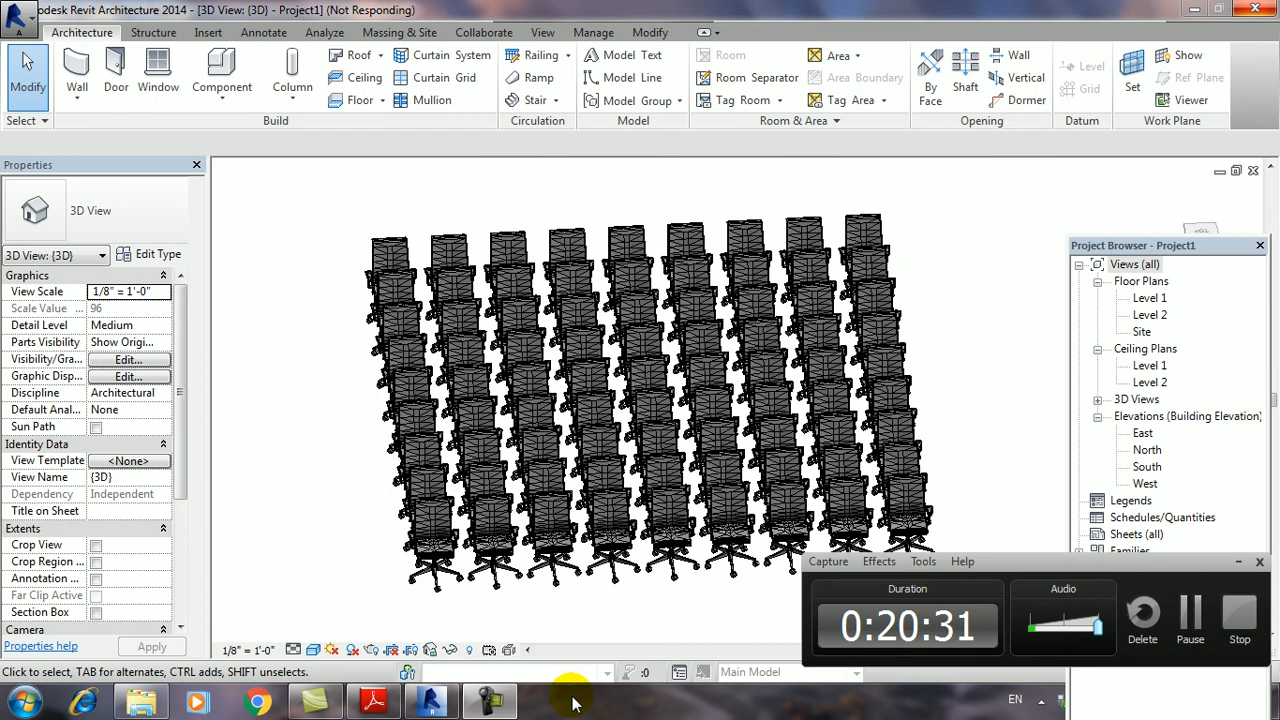 odesk Revit Architecture 2014 - [3D View: {3D} - Project1] (Not Responding)
Architecture Structure Insert Annotate Analyze Massing & Site Collaborate View Manage Modify
Modify
Wall
Door
Window
Component
Column
Roof
Ceiling
Floor
Curtain System
Curtain Grid
Mullion
Railing
Ramp
Stair
Model Text
Model Line
Model Group
Room
Room Separator
Tag Room
Area
Area Boundary
Tag Area
By Face
Shaft
Wall
Vertical
Dormer
Level
Grid
Set
Show
Ref Plane
Viewer
Select
Build
Circulation
Model
Room & Area
Opening
Datum
Work Plane
Properties
3D View
3D View: {3D}
Edit Type
Graphics
View Scale 1/8" = 1'-0"
Scale Value ... 96
Detail Level Medium
Parts Visibility Show Origi...
Visibility/Gra... Edit...
Graphic Disp... Edit...
Discipline Architectural
Default Anal... None
Sun Path
Identity Data
View Template <None>
View Name {3D}
Dependency Independent
Title on Sheet
Extents
Crop View
Crop Region ...
Annotation ...
Far Clip Active
Section Box
Camera
Properties help
Apply
Project Browser - Project1
Views (all)
Floor Plans
Level 1
Level 2
Site
Ceiling Plans
Level 1
Level 2
3D Views
Elevations (Building Elevation)
East
North
South
West
Legends
Schedules/Quantities
Sheets (all)
Families
Capture Effects Tools Help
Duration
0:20:31
Audio
Delete
Pause
Stop
1/8" = 1'-0"
Click to select, TAB for alternates, CTRL adds, SHIFT unselects.
:0
Main Model
EN